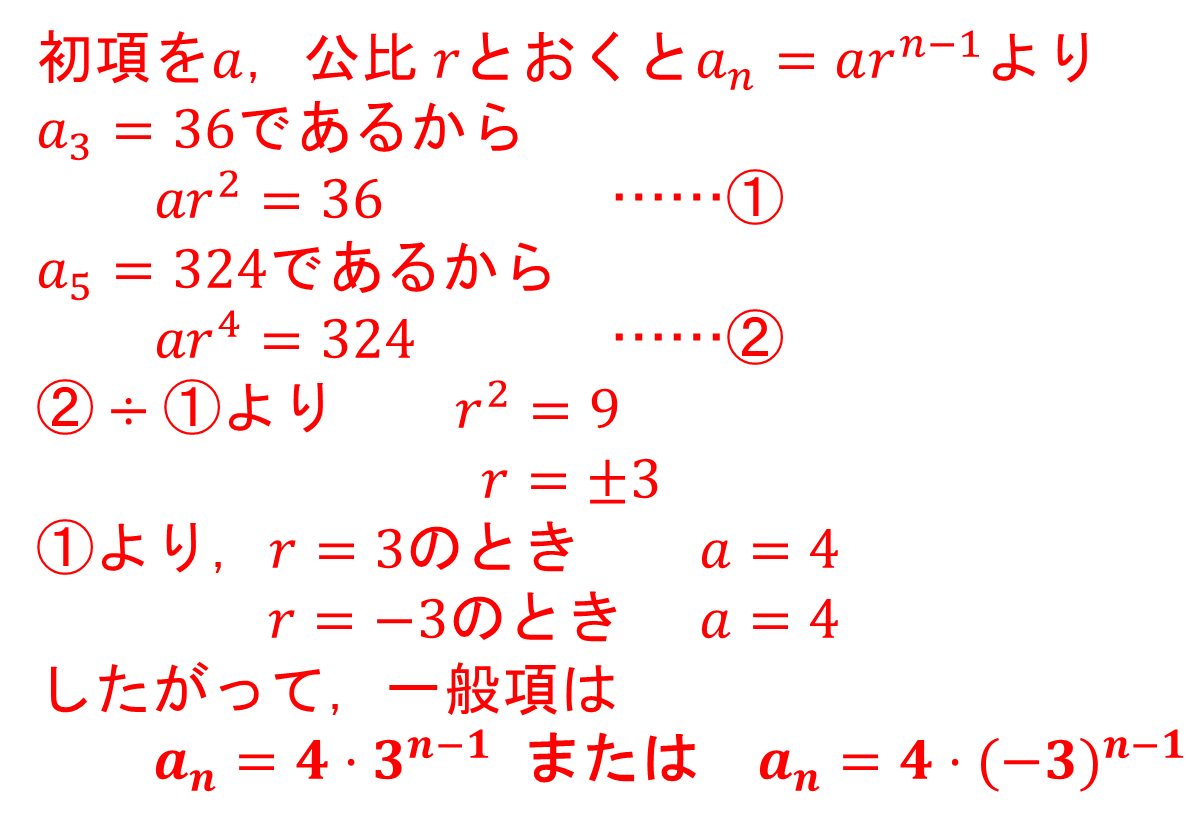 初項をa, 公比 rとおくとaₙ = arⁿ⁻¹より
a₃ = 36であるから
ar² = 36 ……①
a₅ = 324であるから
ar⁴ = 324 ……②
②÷①より r² = 9
r = ±3
①より, r = 3のとき a = 4
r = −3のとき a = 4
したがって, 一般項は
aₙ = 4・3ⁿ⁻¹ または aₙ = 4・(−3)ⁿ⁻¹